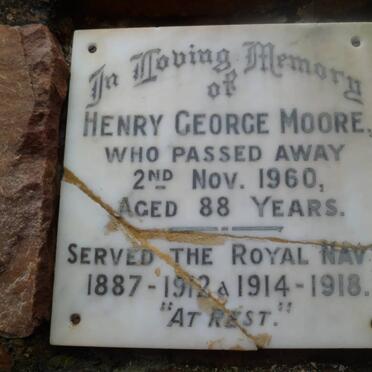 In Loving Memory
of
HENRY GEORGE MOORE,
WHO PASSED AWAY
2ND NOV. 1960,
AGED 88 YEARS.
SERVED THE ROYAL NAV
1887-1912 & 1914-1918.
"AT REST."